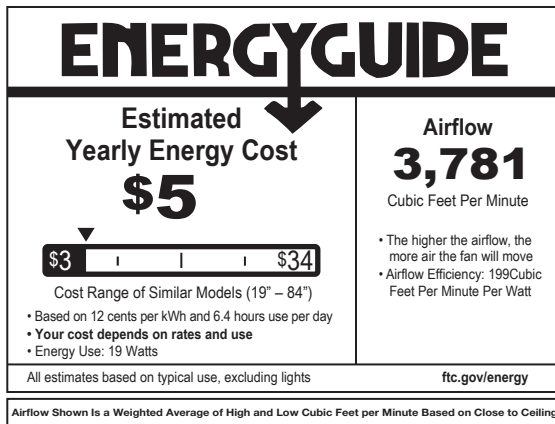 ENERGYGUIDE
Estimated
Yearly Energy Cost
$5
$3
$34
Cost Range of Similar Models (19” – 84”)
• Based on 12 cents per kWh and 6.4 hours use per day
• Your cost depends on rates and use
• Energy Use: 19 Watts
Airflow
3,781
Cubic Feet Per Minute
• The higher the airflow, the
more air the fan will move
• Airflow Efficiency: 199Cubic
Feet Per Minute Per Watt
All estimates based on typical use, excluding lights
ftc.gov/energy
Airflow Shown Is a Weighted Average of High and Low Cubic Feet per Minute Based on Close to Ceiling